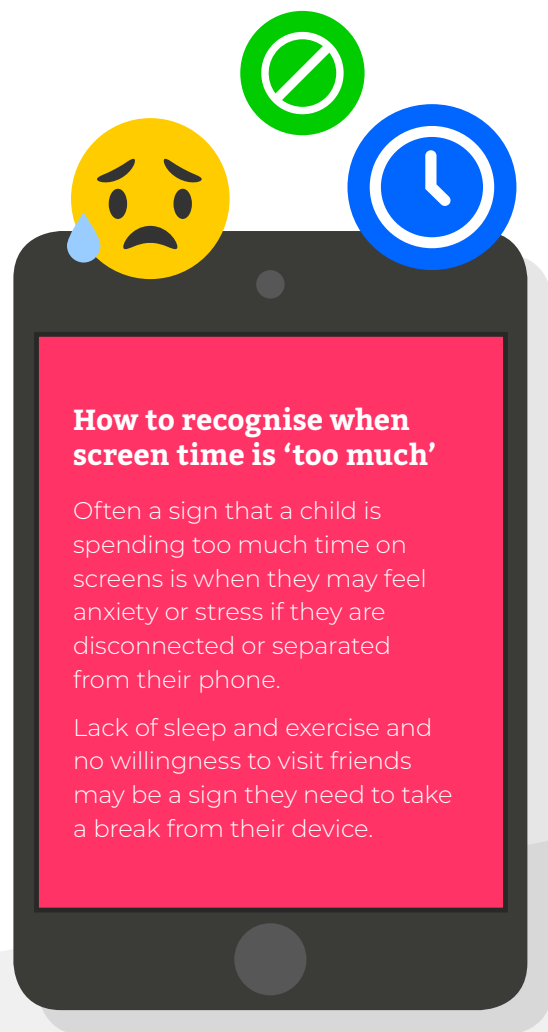 How to recognise when
screen time is ‘too much’
Often a sign that a child is
spending too much time on
screens is when they may feel
anxiety or stress if they are
disconnected or separated
from their phone.
Lack of sleep and exercise and
no willingness to visit friends
may be a sign they need to take
a break from their device.